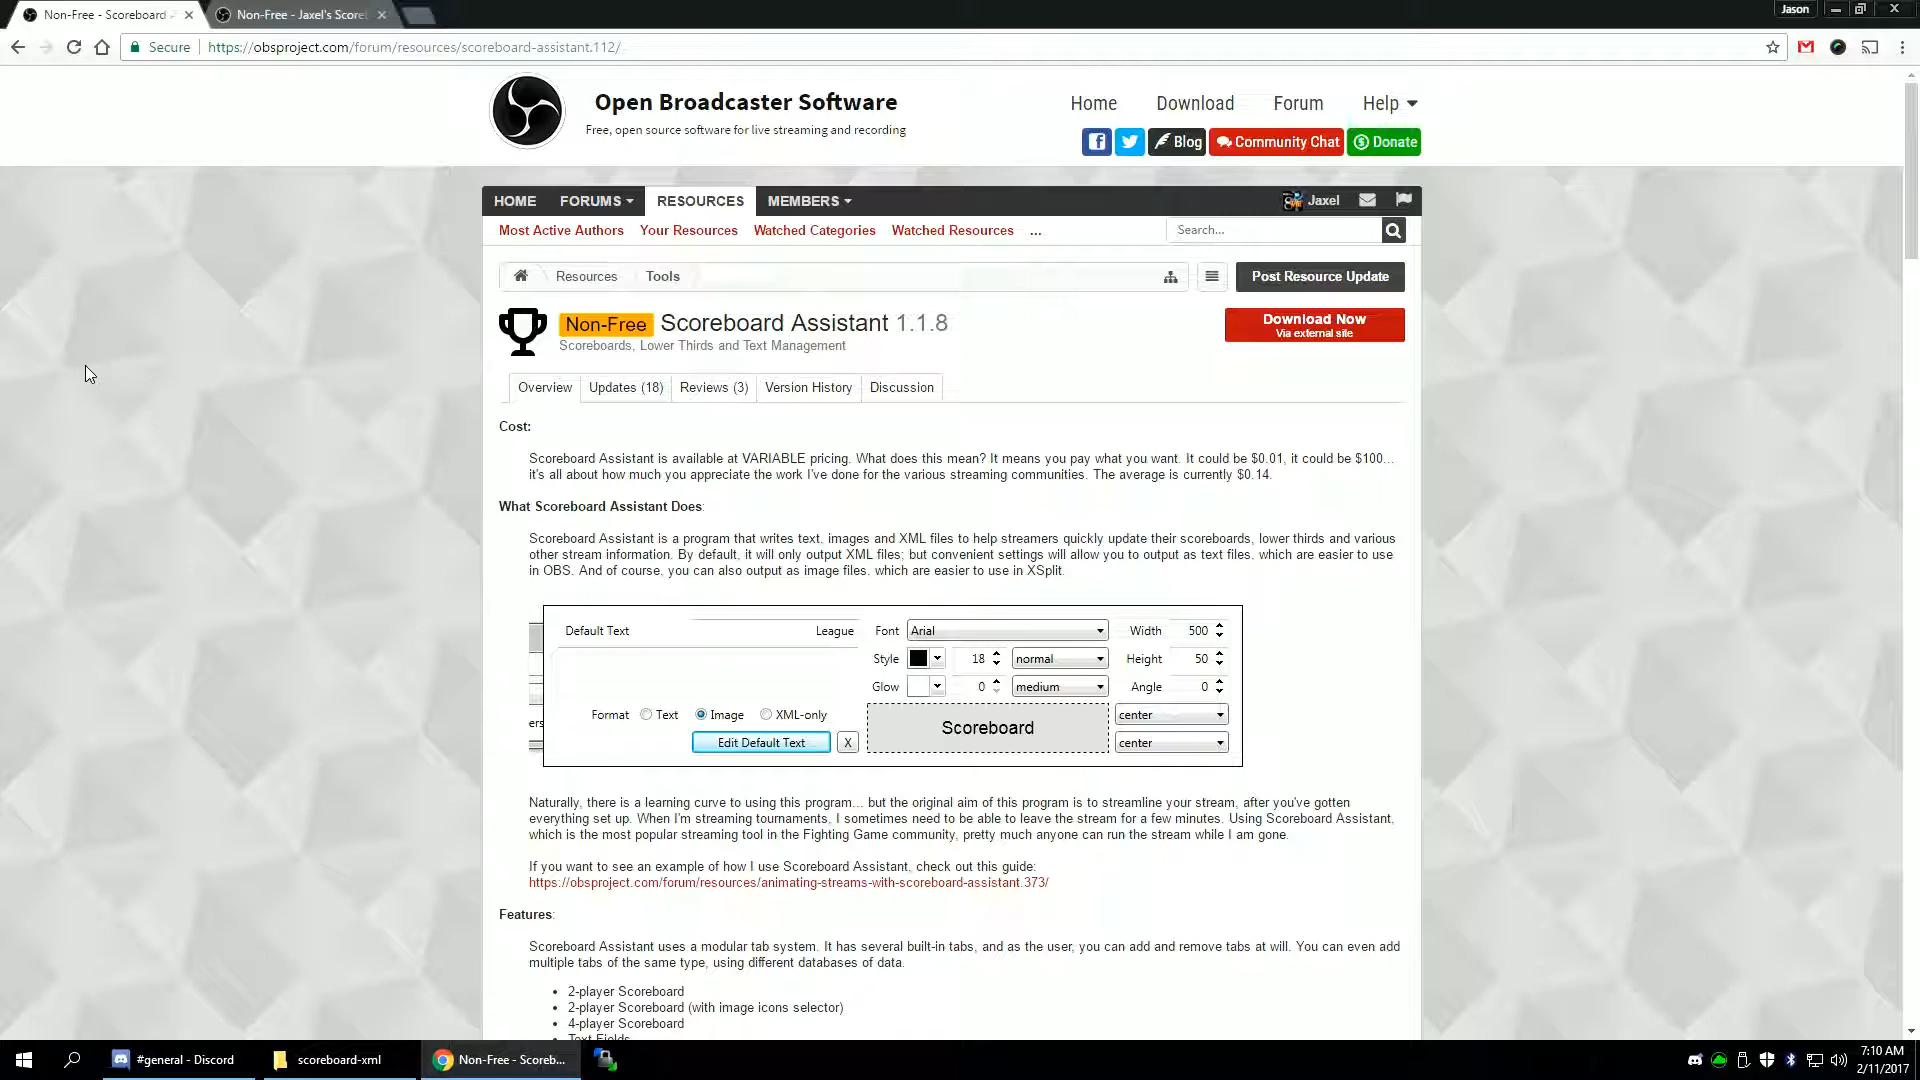 Non-Free - Scoreboard
Non-Free - Jaxel's Score
Jason
Secure
https://obsproject.com/forum/resources/scoreboard-assistant.112/
Open Broadcaster Software
Free, open source software for live streaming and recording
Home
Download
Forum
Help
Blog
Community Chat
Donate
HOME
FORUMS
RESOURCES
MEMBERS
Jaxel
Most Active Authors
Your Resources
Watched Categories
Watched Resources
...
Search...
Resources
Tools
Post Resource Update
Non-Free Scoreboard Assistant 1.1.8
Scoreboards, Lower Thirds and Text Management
Download Now
Via external site
Overview
Updates (18)
Reviews (3)
Version History
Discussion
Cost:
Scoreboard Assistant is available at VARIABLE pricing. What does this mean? It means you pay what you want. It could be $0.01, it could be $100...
it's all about how much you appreciate the work I've done for the various streaming communities. The average is currently $0.14.
What Scoreboard Assistant Does:
Scoreboard Assistant is a program that writes text, images and XML files to help streamers quickly update their scoreboards, lower thirds and various
other stream information. By default, it will only output XML files; but convenient settings will allow you to output as text files, which are easier to use
in OBS. And of course, you can also output as image files, which are easier to use in XSplit.
Default Text
League
Font
Arial
Width
500
Style
18
normal
Height
50
Glow
0
medium
Angle
0
Format
Text
Image
XML-only
Scoreboard
center
ers
Edit Default Text
X
center
Naturally, there is a learning curve to using this program... but the original aim of this program is to streamline your stream, after you've gotten
everything set up. When I'm streaming tournaments, I sometimes need to be able to leave the stream for a few minutes. Using Scoreboard Assistant,
which is the most popular streaming tool in the Fighting Game community, pretty much anyone can run the stream while I am gone.
If you want to see an example of how I use Scoreboard Assistant, check out this guide:
https://obsproject.com/forum/resources/animating-streams-with-scoreboard-assistant.373/
Features:
Scoreboard Assistant uses a modular tab system. It has several built-in tabs, and as the user, you can add and remove tabs at will. You can even add
multiple tabs of the same type, using different databases of data.
• 2-player Scoreboard
• 2-player Scoreboard (with image icons selector)
• 4-player Scoreboard
Text Fields
#general - Discord
scoreboard-xml
Non-Free - Scoreb...
7:10 AM
2/11/2017